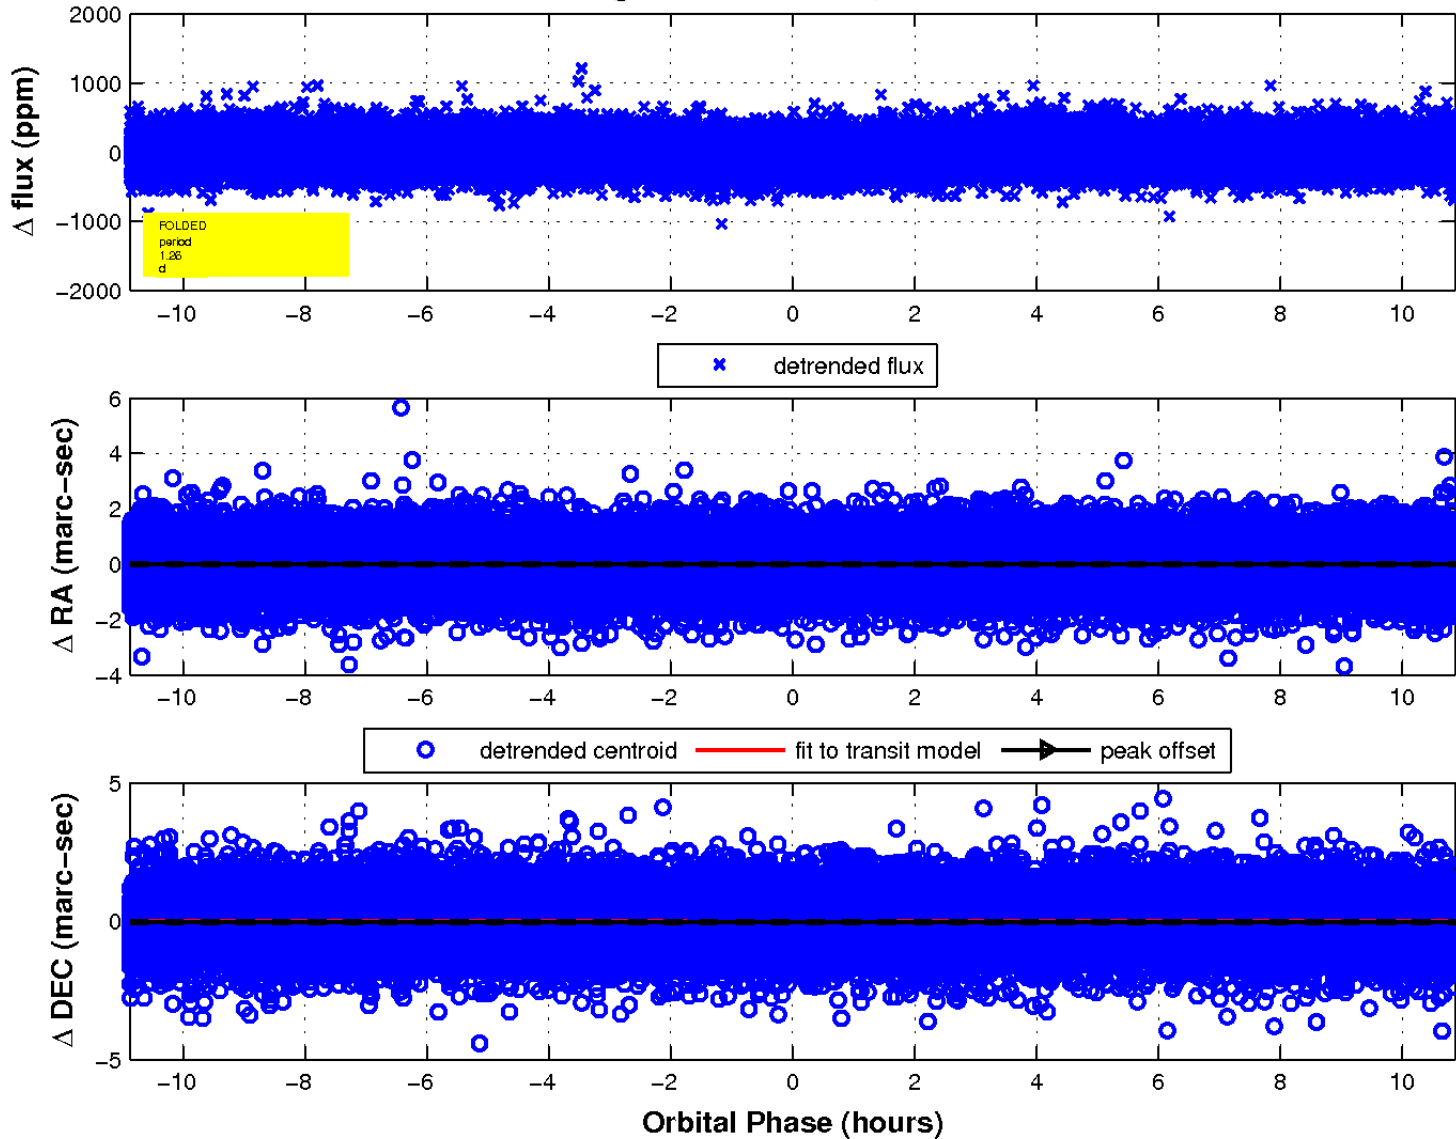 2000
1000
0
−1000
−2000
Δ flux (ppm)
FOLDED
period
1.26
d
−10 −8 −6 −4 −2 0 2 4 6 8 10
detrended flux
6
4
2
0
−2
−4
Δ RA (marc−sec)
−10 −8 −6 −4 −2 0 2 4 6 8 10
detrended centroid fit to transit model peak offset
5
0
−5
Δ DEC (marc−sec)
−10 −8 −6 −4 −2 0 2 4 6 8 10
Orbital Phase (hours)